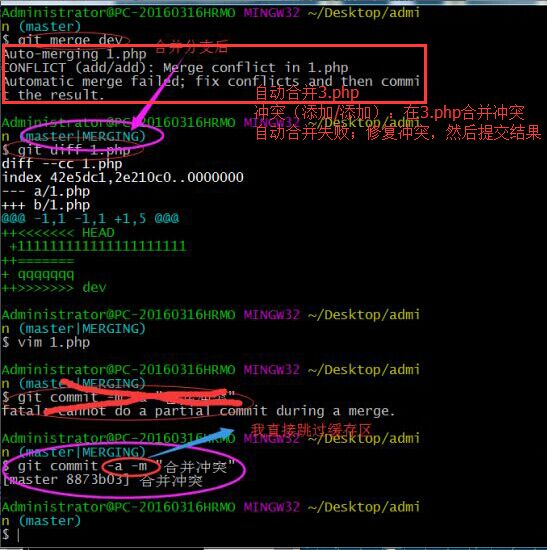 Administrator@PC-20160316HRMO MINGW32 ~/Desktop/admi
n (master)
$ git merge dev
合并分支后
Auto-merging 1.php
CONFLICT (add/add): Merge conflict in 1.php
Automatic merge failed; fix conflicts and then commi
t the result.
自动合并3.php
冲突（添加/添加）：在3.php合并冲突
自动合并失败；修复冲突，然后提交结果
Administrator@PC-20160316HRMO MINGW32 ~/Desktop/admi
n (master|MERGING)
$ git diff 1.php
diff --cc 1.php
index 42e5dc1,2e210c0..0000000
--- a/1.php
+++ b/1.php
@@@ -1,1 -1,1 +1,5 @@@
++<<<<<<< HEAD
 +1111111111111111111111
++=======
+ qqqqqqq
++>>>>>>> dev
Administrator@PC-20160316HRMO MINGW32 ~/Desktop/admi
n (master|MERGING)
$ vim 1.php
Administrator@PC-20160316HRMO MINGW32 ~/Desktop/admi
n (master|MERGING)
$ git commit
fatal: cannot do a partial commit during a merge.
我直接跳过缓存区
Administrator@PC-20160316HRMO MINGW32 ~/Desktop/admi
n (master|MERGING)
$ git commit -a -m "合并冲突"
[master 8873b03] 合并冲突
Administrator@PC-20160316HRMO MINGW32 ~/Desktop/admi
n (master)
$